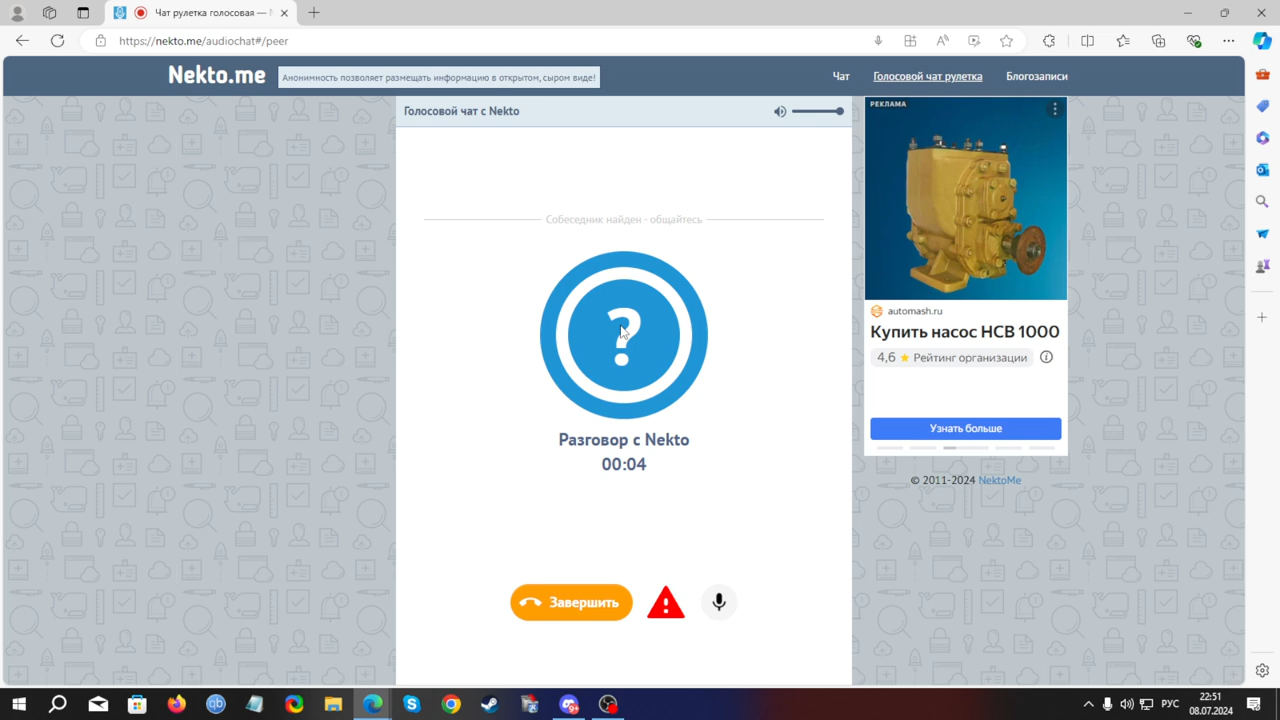 Чат рулетка голосовая —
https://nekto.me/audiochat#/peer
Nekto.me
Анонимность позволяет размещать информацию в открытом, сыром виде!
Чат
Голосовой чат рулетка
Блогозаписи
Голосовой чат с Nekto
Собеседник найден - общайтесь
?
Разговор с Nekto
00:04
Завершить
РЕКЛАМА
automash.ru
Купить насос НСВ 1000
4,6 ★ Рейтинг организации
Узнать больше
© 2011-2024 NektoMe
РУС
22:51
08.07.2024